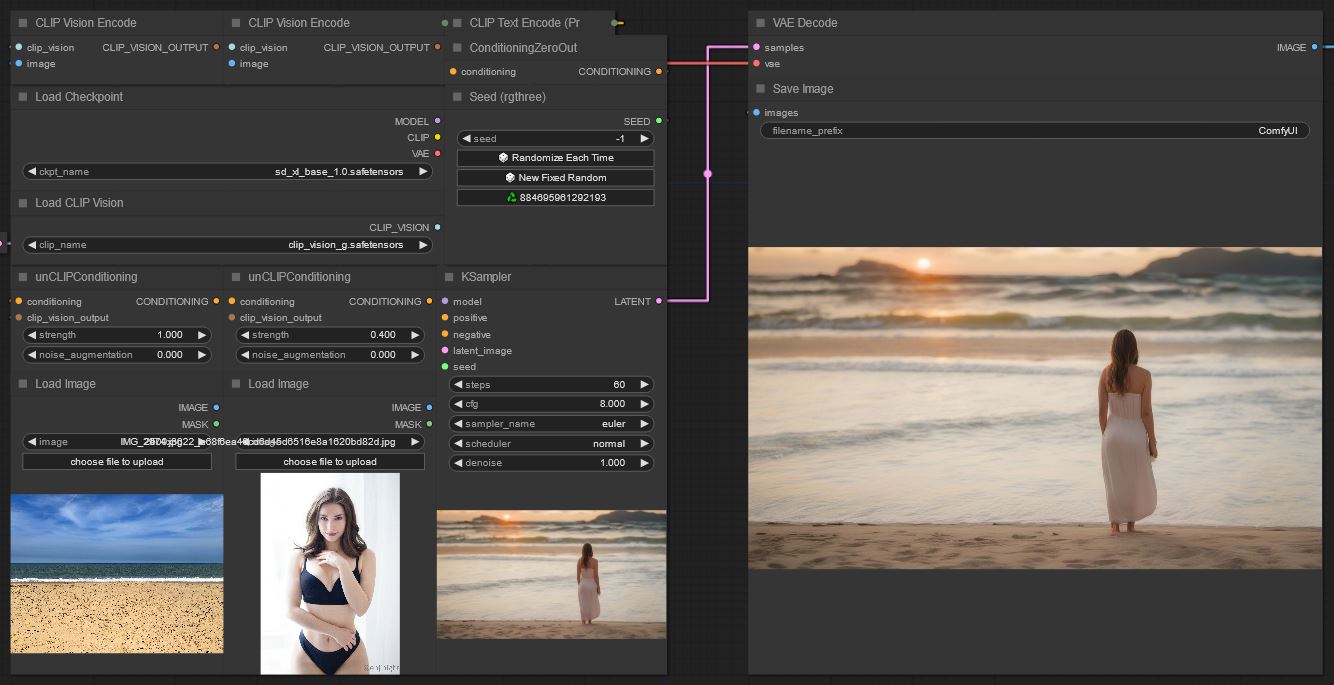 CLIP Vision Encode
clip_vision CLIP_VISION_OUTPUT
image
CLIP Vision Encode
clip_vision CLIP_VISION_OUTPUT
image
CLIP Text Encode (Pr
ConditioningZeroOut
conditioning CONDITIONING
Load Checkpoint
MODEL
CLIP
VAE
ckpt_name sd_xl_base_1.0.safetensors
Seed (rgthree)
SEED
seed -1
Randomize Each Time
New Fixed Random
884695961292193
Load CLIP Vision
CLIP_VISION
clip_name clip_vision_g.safetensors
unCLIPConditioning
conditioning CONDITIONING
clip_vision_output
strength 1.000
noise_augmentation 0.000
unCLIPConditioning
conditioning CONDITIONING
clip_vision_output
strength 0.400
noise_augmentation 0.000
Load Image
IMAGE
MASK
image
choose file to upload
Load Image
IMAGE
MASK
choose file to upload
KSampler
model LATENT
positive
negative
latent_image
seed
steps 60
cfg 8.000
sampler_name euler
scheduler normal
denoise 1.000
VAE Decode
samples IMAGE
vae
Save Image
images
filename_prefix ComfyUI